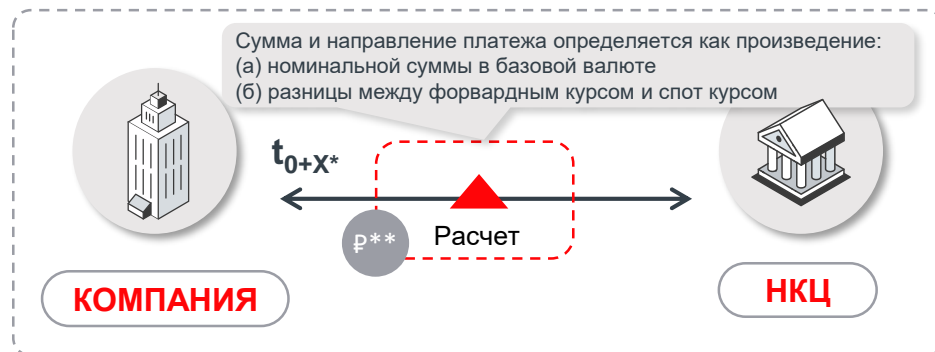 Сумма и направление платежа определяется как произведение:
(а) номинальной суммы в базовой валюте
(б) разницы между форвардным курсом и спот курсом
t0+X*
₽**
Расчет
КОМПАНИЯ
НКЦ